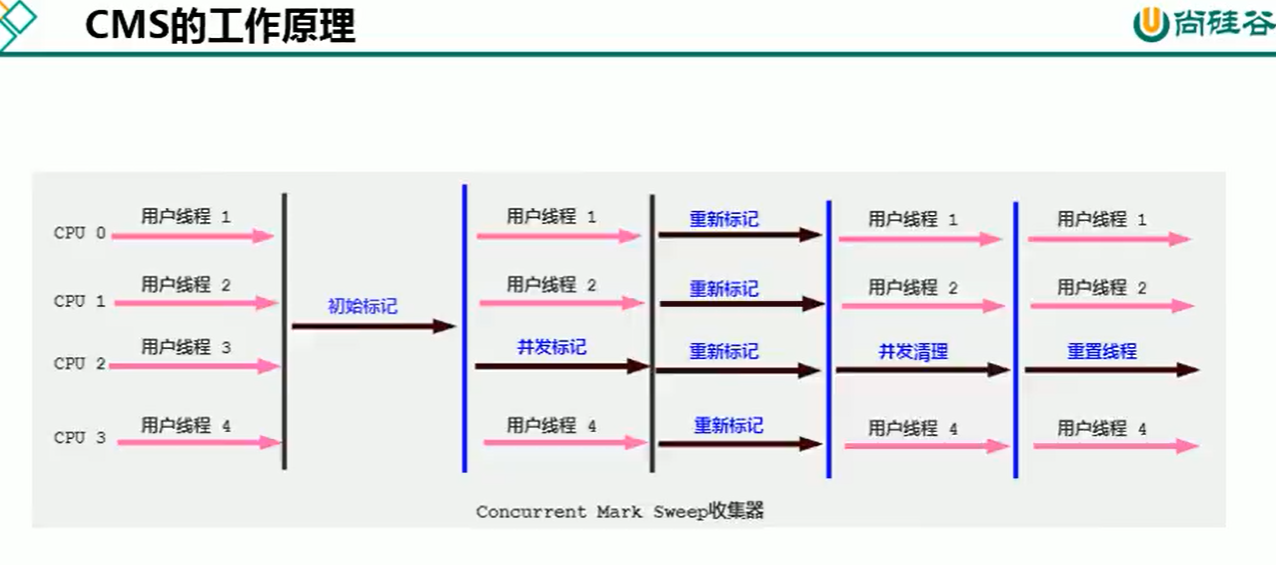 CMS的工作原理
尚硅谷
用户线程 1 用户线程 1 重新标记 用户线程 1 用户线程 1
CPU 0
用户线程 2 用户线程 2 重新标记 用户线程 2 用户线程 2
CPU 1
初始标记
用户线程 3 并发标记 重新标记 并发清理 重置线程
CPU 2
用户线程 4 用户线程 4 重新标记 用户线程 4 用户线程 4
CPU 3
Concurrent Mark Sweep收集器